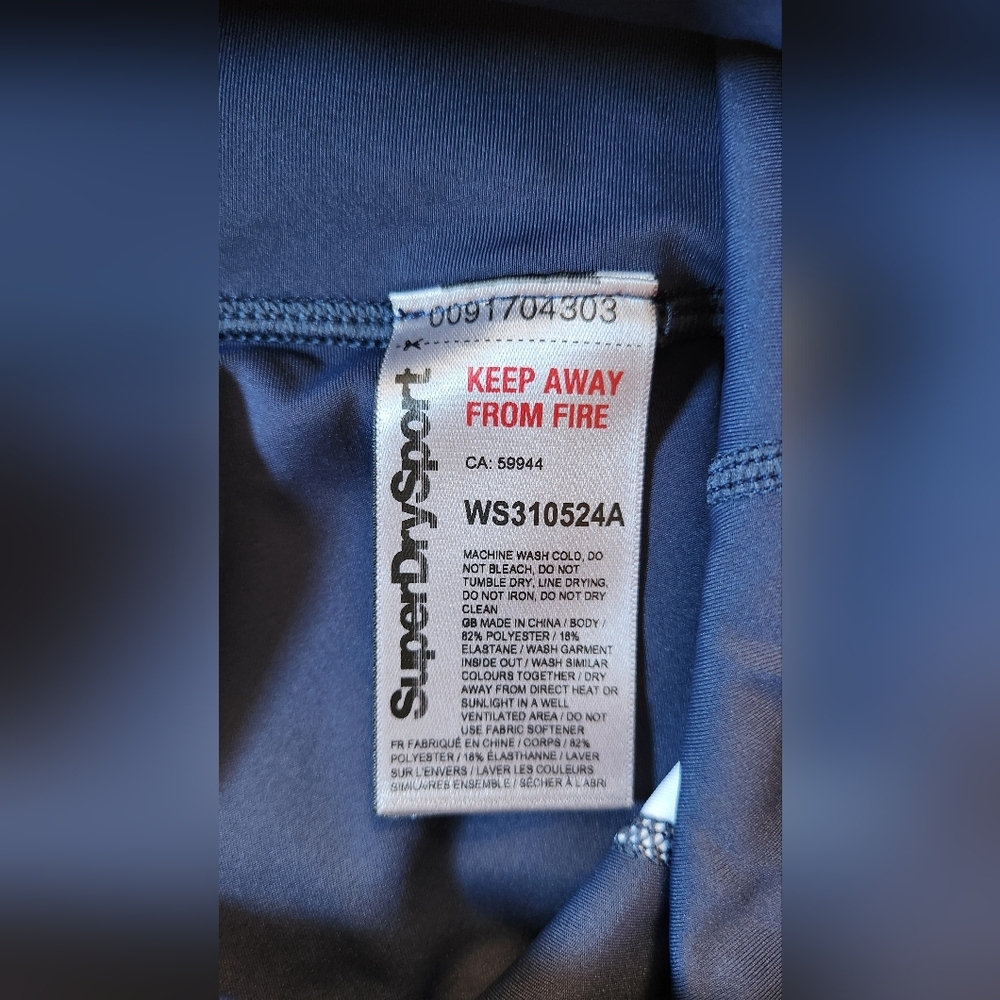 0091704303
SuperDrySport
KEEP AWAY
FROM FIRE
CA: 59944
WS310524A
MACHINE WASH COLD, DO
NOT BLEACH, DO NOT
TUMBLE DRY, LINE DRYING,
DO NOT IRON, DO NOT DRY
CLEAN
GB MADE IN CHINA / BODY /
82% POLYESTER / 18%
ELASTANE / WASH GARMENT
INSIDE OUT / WASH SIMILAR
COLOURS TOGETHER / DRY
AWAY FROM DIRECT HEAT OR
SUNLIGHT IN A WELL
VENTILATED AREA / DO NOT
USE FABRIC SOFTENER
FR FABRIQUÉ EN CHINE / CORPS / 82%
POLYESTER / 18% ÉLASTHANNE / LAVER
SUR L'ENVERS / LAVER LES COULEURS
ENSEMBLE / SÉCHER À L'ABRI